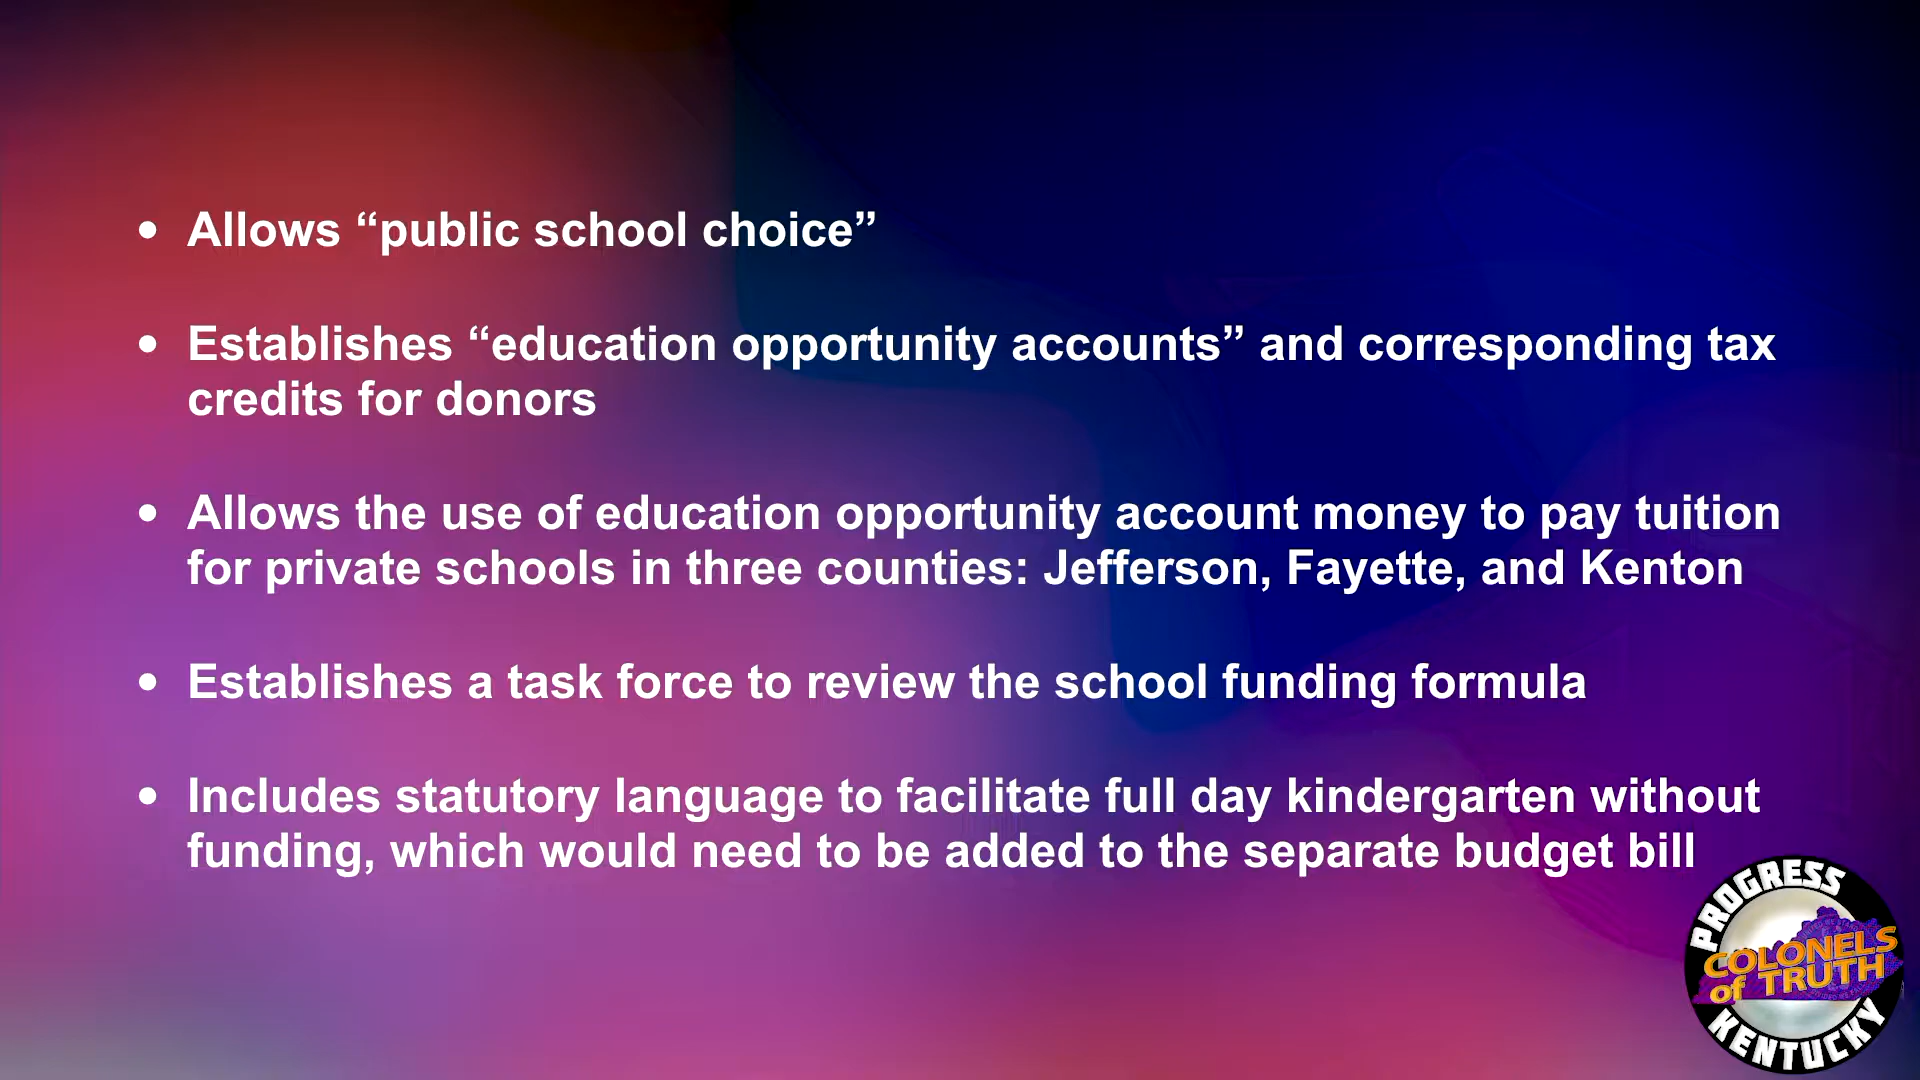 • Allows “public school choice”
• Establishes “education opportunity accounts” and corresponding tax
credits for donors
• Allows the use of education opportunity account money to pay tuition
for private schools in three counties: Jefferson, Fayette, and Kenton
• Establishes a task force to review the school funding formula
• Includes statutory language to facilitate full day kindergarten without
funding, which would need to be added to the separate budget bill
PROGRESS
COLONELS
of TRUTH
KENTUCKY